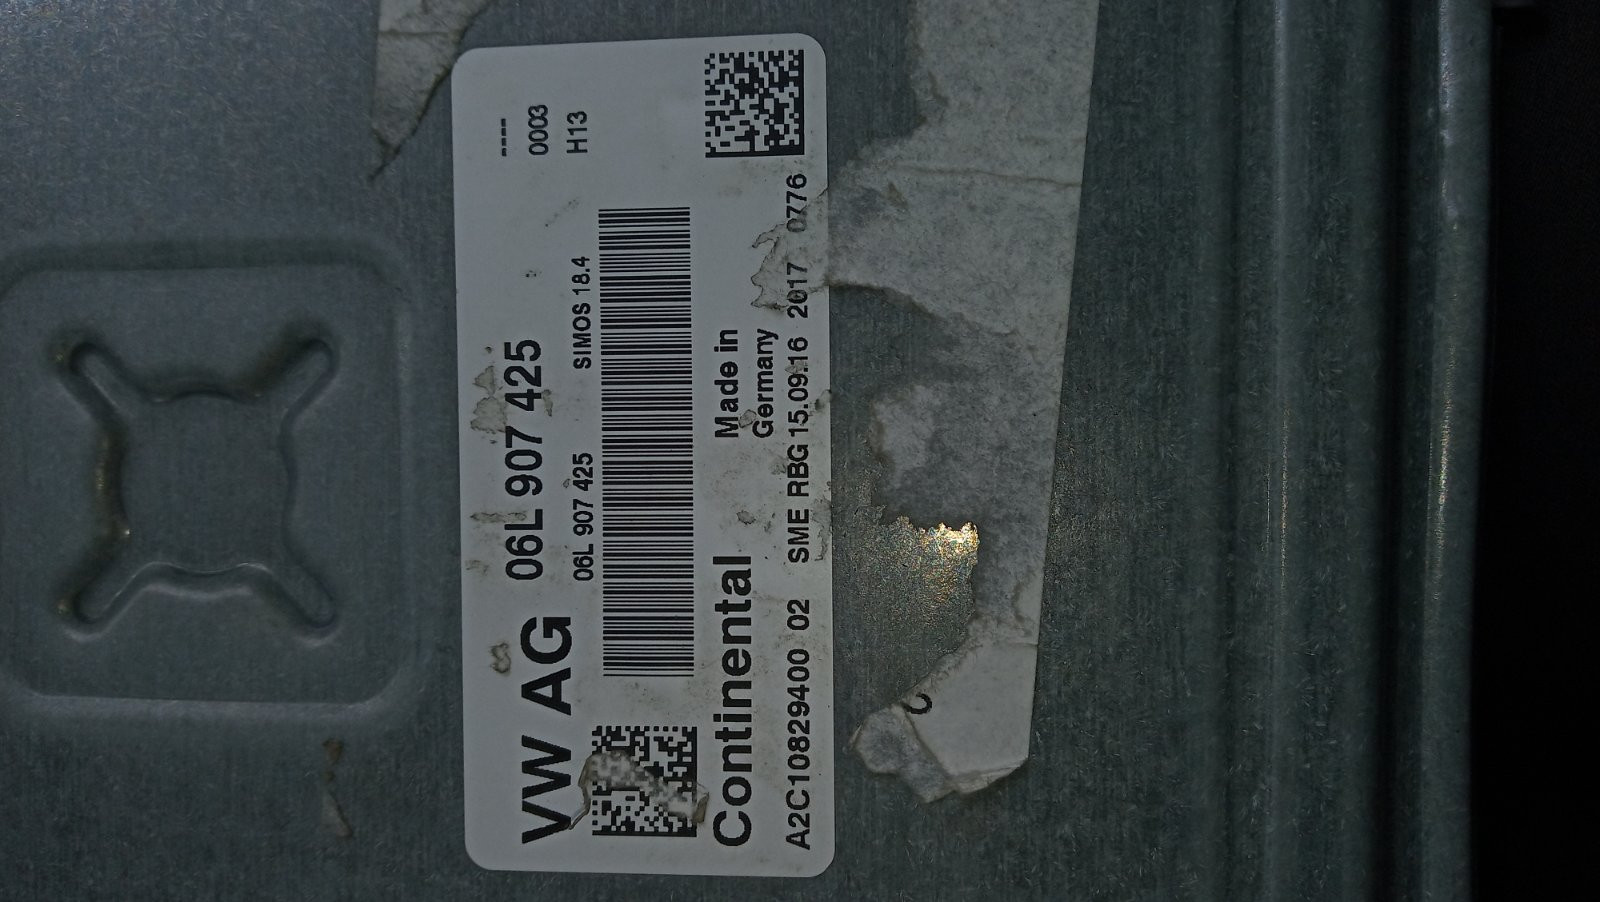 ----
0003
H13
VW AG 06L 907 425
06L 907 425 SIMOS 18.4
Continental
Made in
Germany
A2C10829400 02 SME RBG 15.09.16 2017 0776